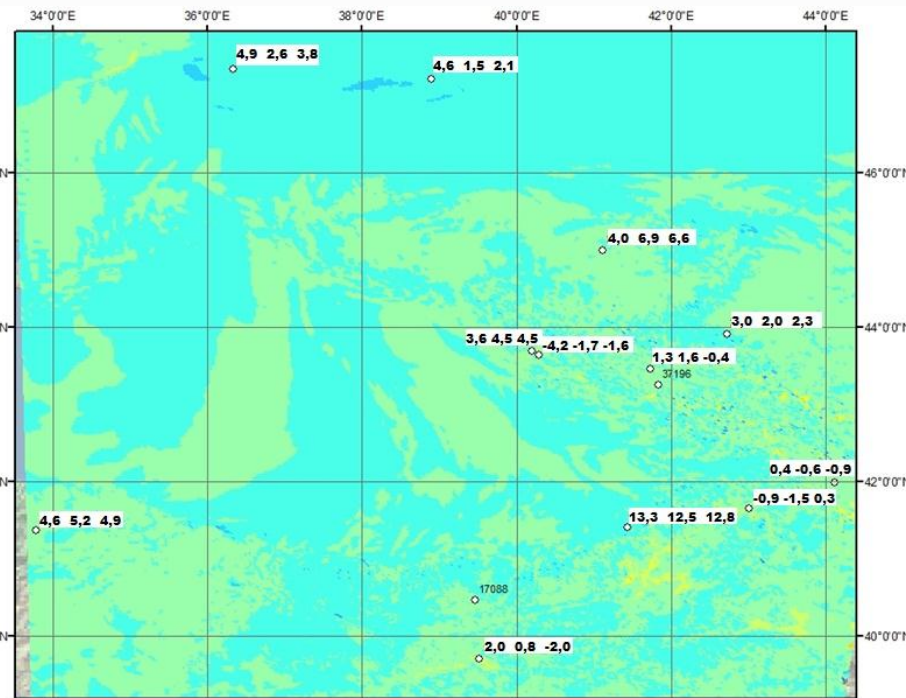 34°0'0"E 36°0'0"E 38°0'0"E 40°0'0"E 42°0'0"E 44°0'0"E
4,9 2,6 3,8
4,6 1,5 2,1
N 46°0'0"N
4,0 6,9 6,6
3,0 2,0 2,3
N 44°0'0"N
3,6 4,5 4,5
-4,2 -1,7 -1,6
1,3 1,6 -0,4
37196
0,4 -0,6 -0,9
N 42°0'0"N
-0,9 -1,5 0,3
4,6 5,2 4,9
13,3 12,5 12,8
17088
N 40°0'0"N
2,0 0,8 -2,0